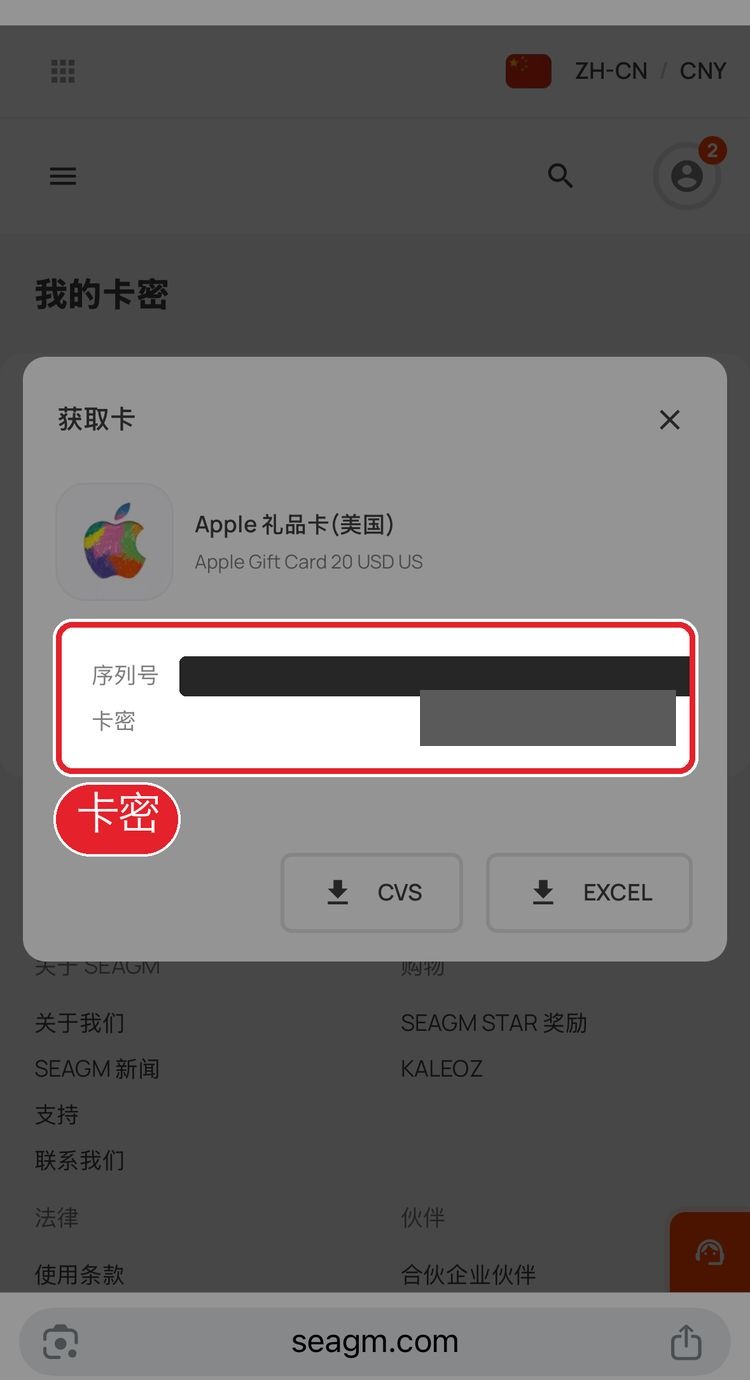 ZH-CN / CNY
2
我的卡密
获取卡
Apple 礼品卡(美国)
Apple Gift Card 20 USD US
序列号
卡密
卡密
CVS
EXCEL
关于 SEAGM
购物
关于我们
SEAGM STAR 奖励
SEAGM 新闻
KALEOZ
支持
联系我们
法律
伙伴
使用条款
合伙企业伙伴
seagm.com